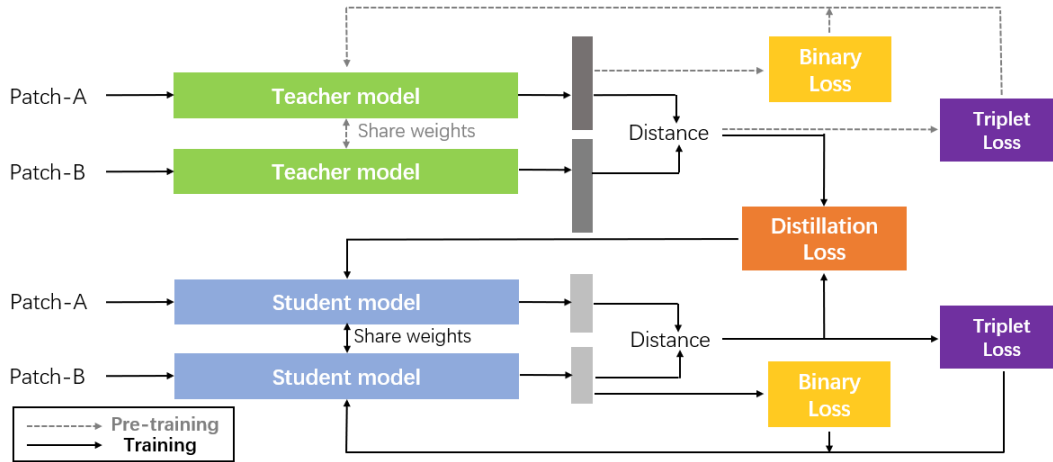 Binary
Loss
Patch-A
Teacher model
Share weights
Distance
Triplet
Loss
Patch-B
Teacher model
Distillation
Loss
Patch-A
Student model
Share weights
Distance
Triplet
Loss
Patch-B
Student model
Binary
Loss
Pre-training
Training